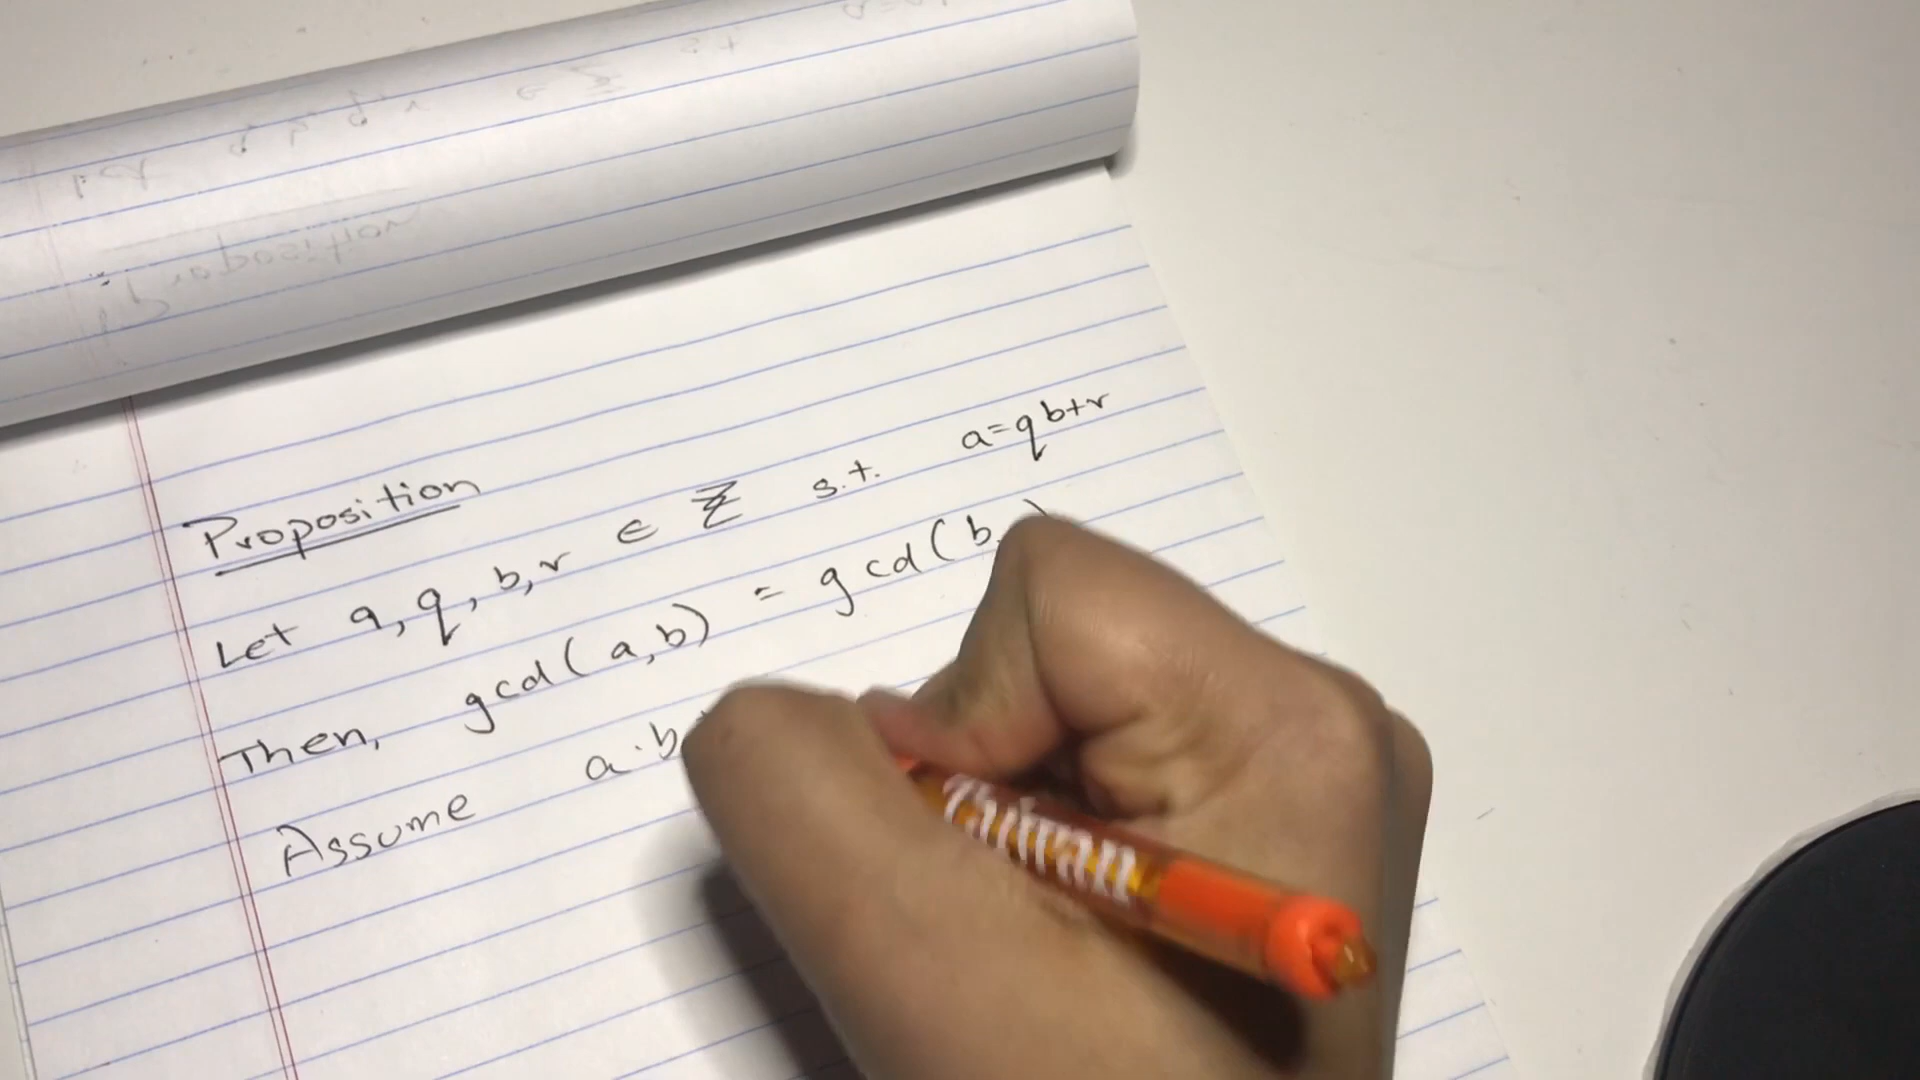 Proposition
Let a, q, b, r ∈ ℤ s.t. a=qb+r
Then, gcd(a,b) = gcd(b,
Assume a·b